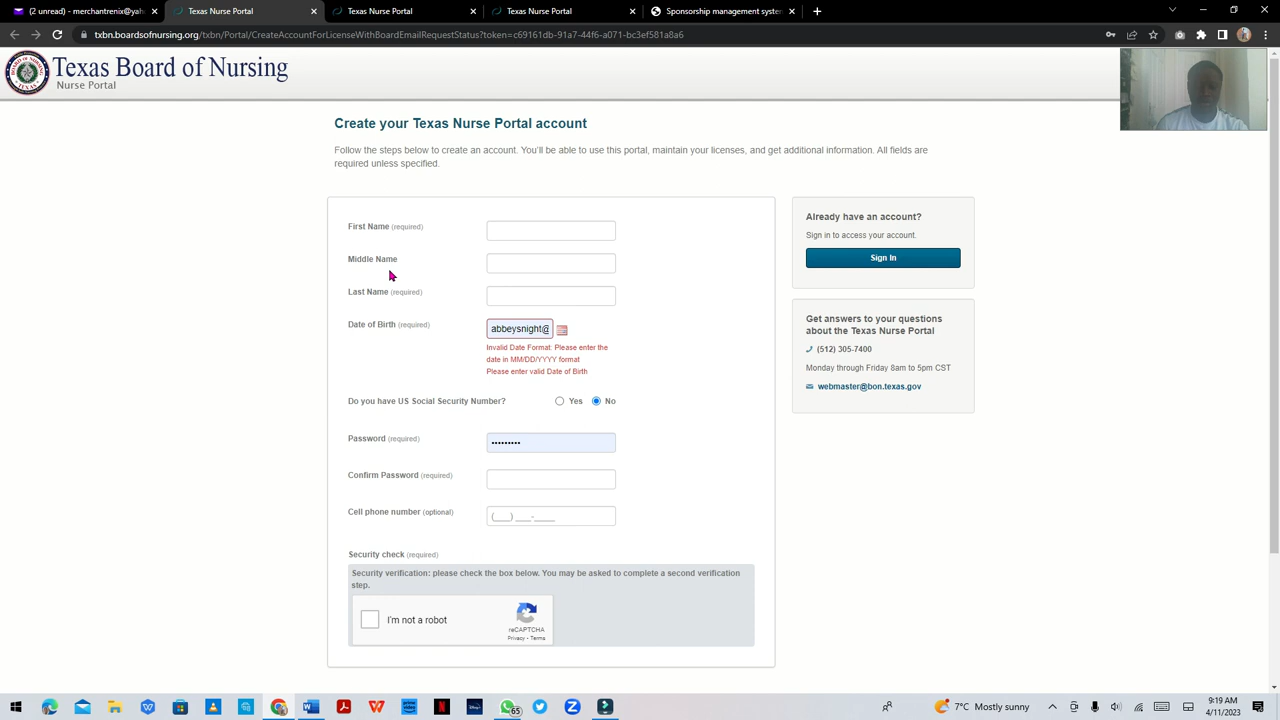 mercedes: meron@yahe
Texas Nurse Portal
Texas Nurse Portal
Texas Nurse Portal
Sponsorship managemen
txbn.boardsofnursing.org/txbn/Portal/CreateAccountForLicenseWithBoardEmailRequestStatus?token=c69161db-91a7-44f6-a071-bc3ef581a8a6
Texas Board of Nursing
Nurse Portal
Create your Texas Nurse Portal account
Follow the steps below to create an account. You'll be able to use this portal, maintain your licenses, and get additional information. All fields are
required unless specified.
First Name (required)
Middle Name
Last Name (required)
Date of Birth (required)
abbeysnight@
Invalid Date Format: Please enter the
date in MM/DD/YYYY format
Please enter valid Date of Birth
Do you have US Social Security Number?
Yes
No
Password (required)
•••••••••
Confirm Password (required)
Cell phone number (optional)
(___) ___-____
Security check (required)
Security verification: please check the box below. You may be asked to complete a second verification
step.
I'm not a robot
reCAPTCHA
Privacy - Terms
Already have an account?
Sign in to access your account.
Sign In
Get answers to your questions
about the Texas Nurse Portal
(512) 305-7400
Monday through Friday 8am to 5pm CST
webmaster@bon.texas.gov
65
7°C Mostly sunny
9:19 AM
4/11/2023